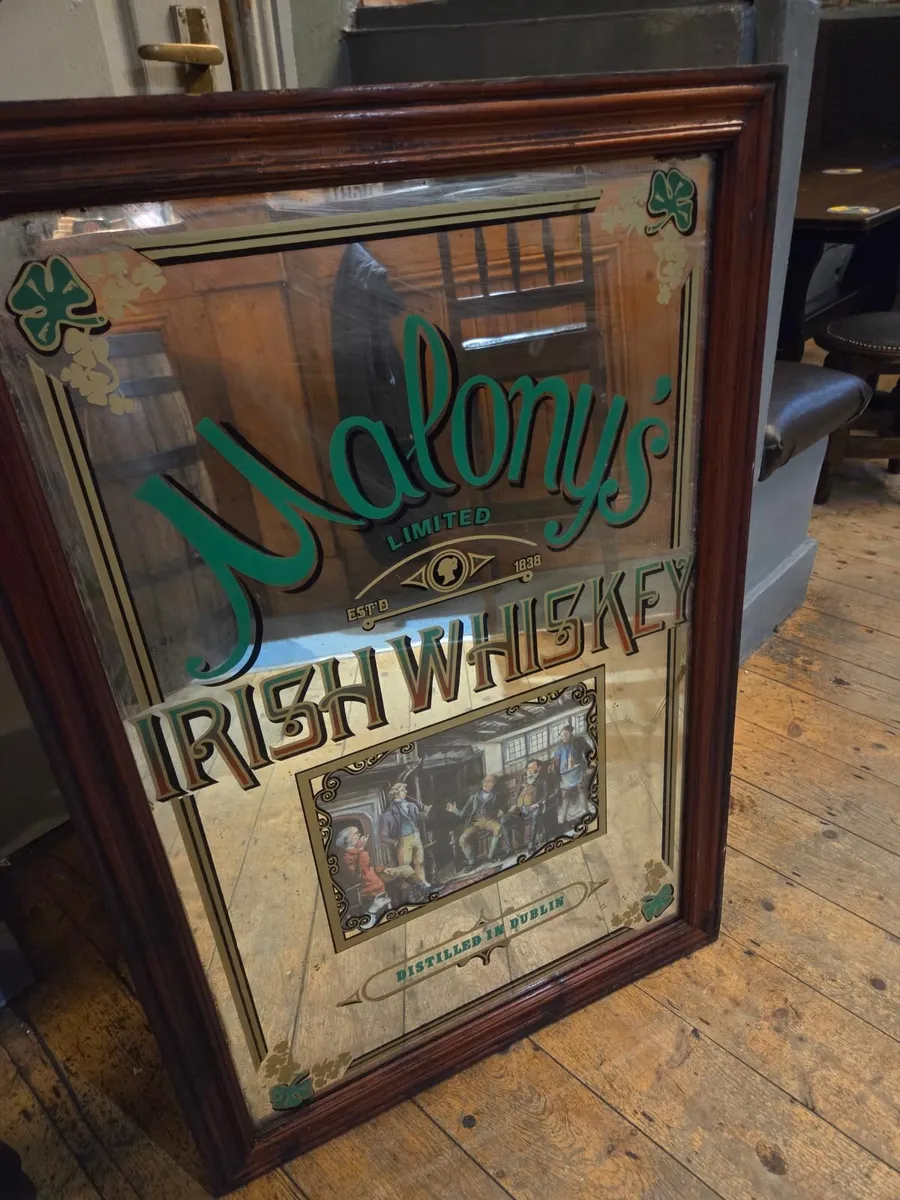 Malony's
LIMITED
EST'D 1838
IRISH WHISKEY
DISTILLED IN DUBLIN